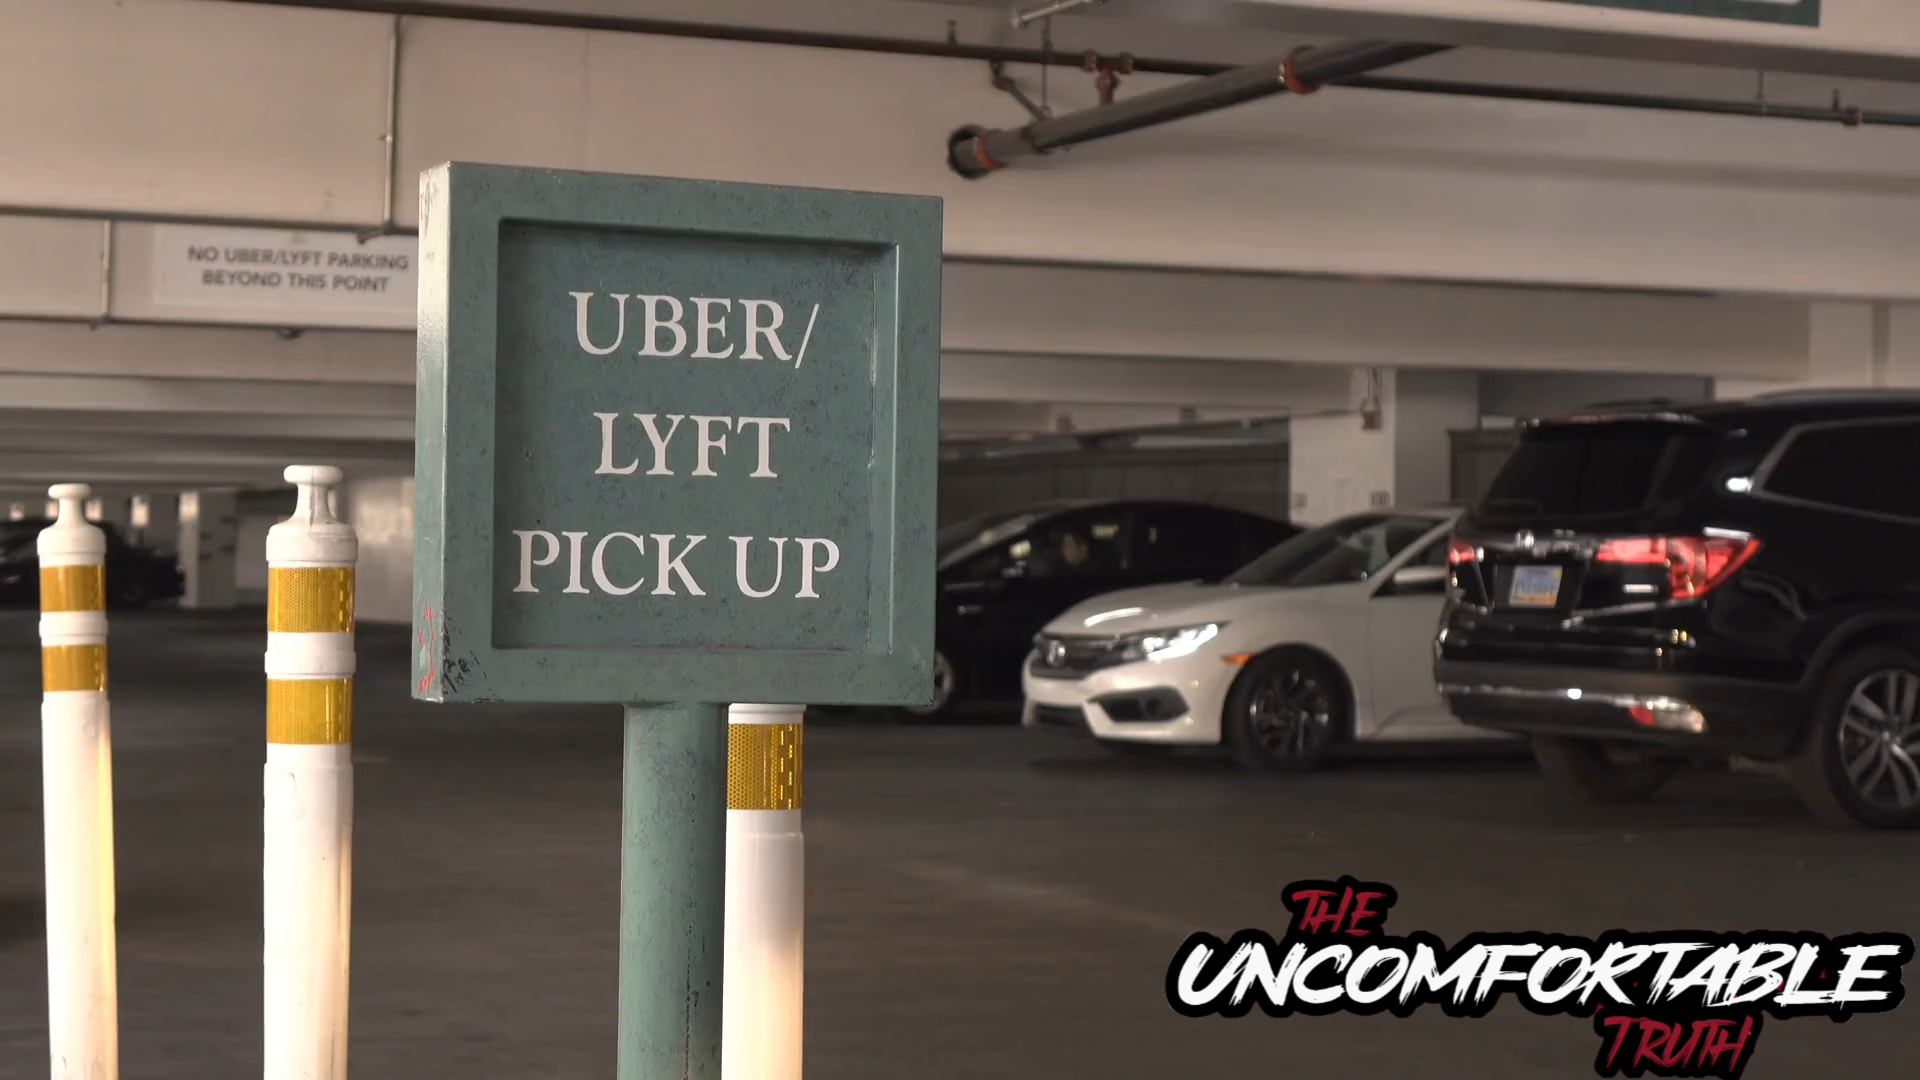 NO UBER/LYFT PARKING
BEYOND THIS POINT
UBER/
LYFT
PICK UP
THE
UNCOMFORTABLE
TRUTH